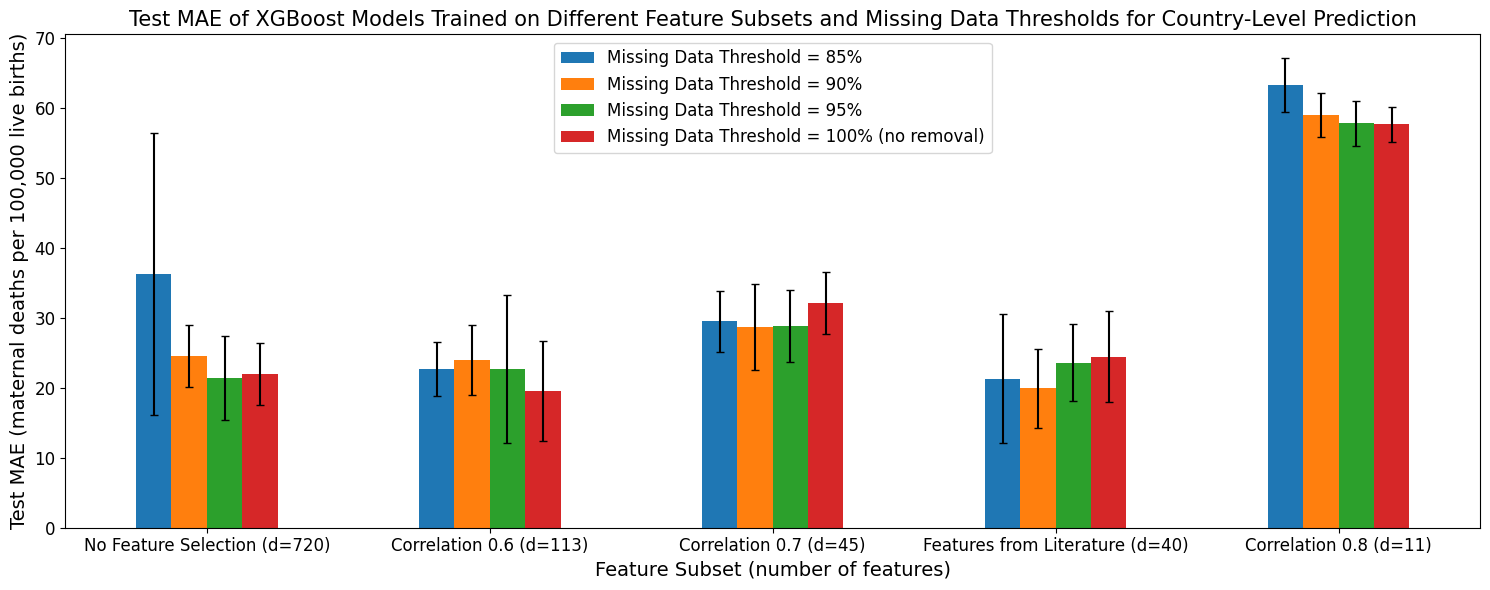 Test MAE of XGBoost Models Trained on Different Feature Subsets and Missing Data Thresholds for Country-Level Prediction
Test MAE (maternal deaths per 100,000 live births)
70
60
50
40
30
20
10
0
Missing Data Threshold = 85%
Missing Data Threshold = 90%
Missing Data Threshold = 95%
Missing Data Threshold = 100% (no removal)
No Feature Selection (d=720)
Correlation 0.6 (d=113)
Correlation 0.7 (d=45)
Features from Literature (d=40)
Correlation 0.8 (d=11)
Feature Subset (number of features)